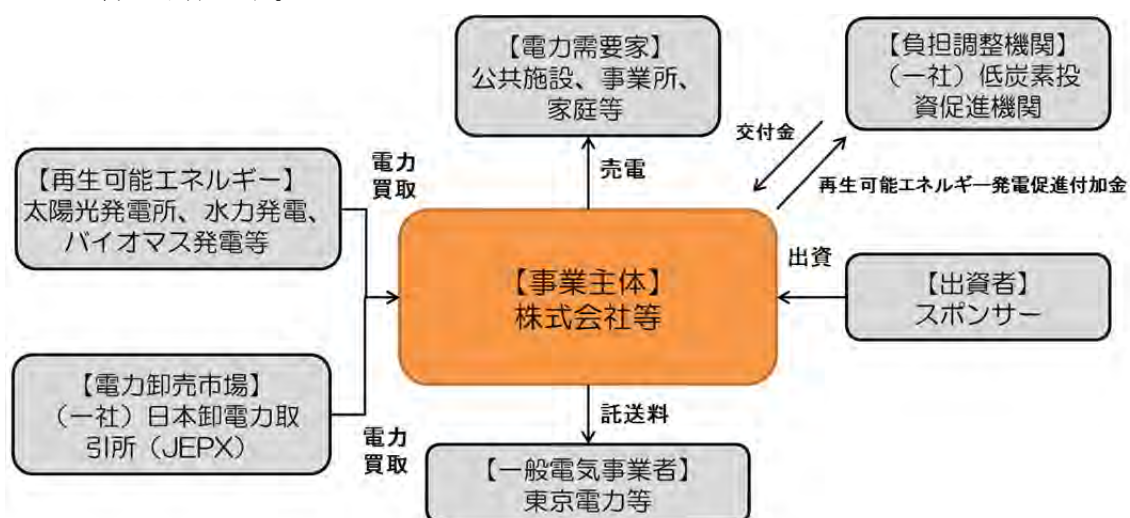 【電力需要家】
公共施設、事業所、
家庭等
【負担調整機関】
（一社）低炭素投
資促進機関
交付金
再生可能エネルギー発電促進付加金
売電
電力
買取
【再生可能エネルギー】
太陽光発電所、水力発電、
バイオマス発電等
【事業主体】
株式会社等
出資
【出資者】
スポンサー
【電力卸売市場】
（一社）日本卸電力取
引所（JEPX）
電力
買取
託送料
【一般電気事業者】
東京電力等